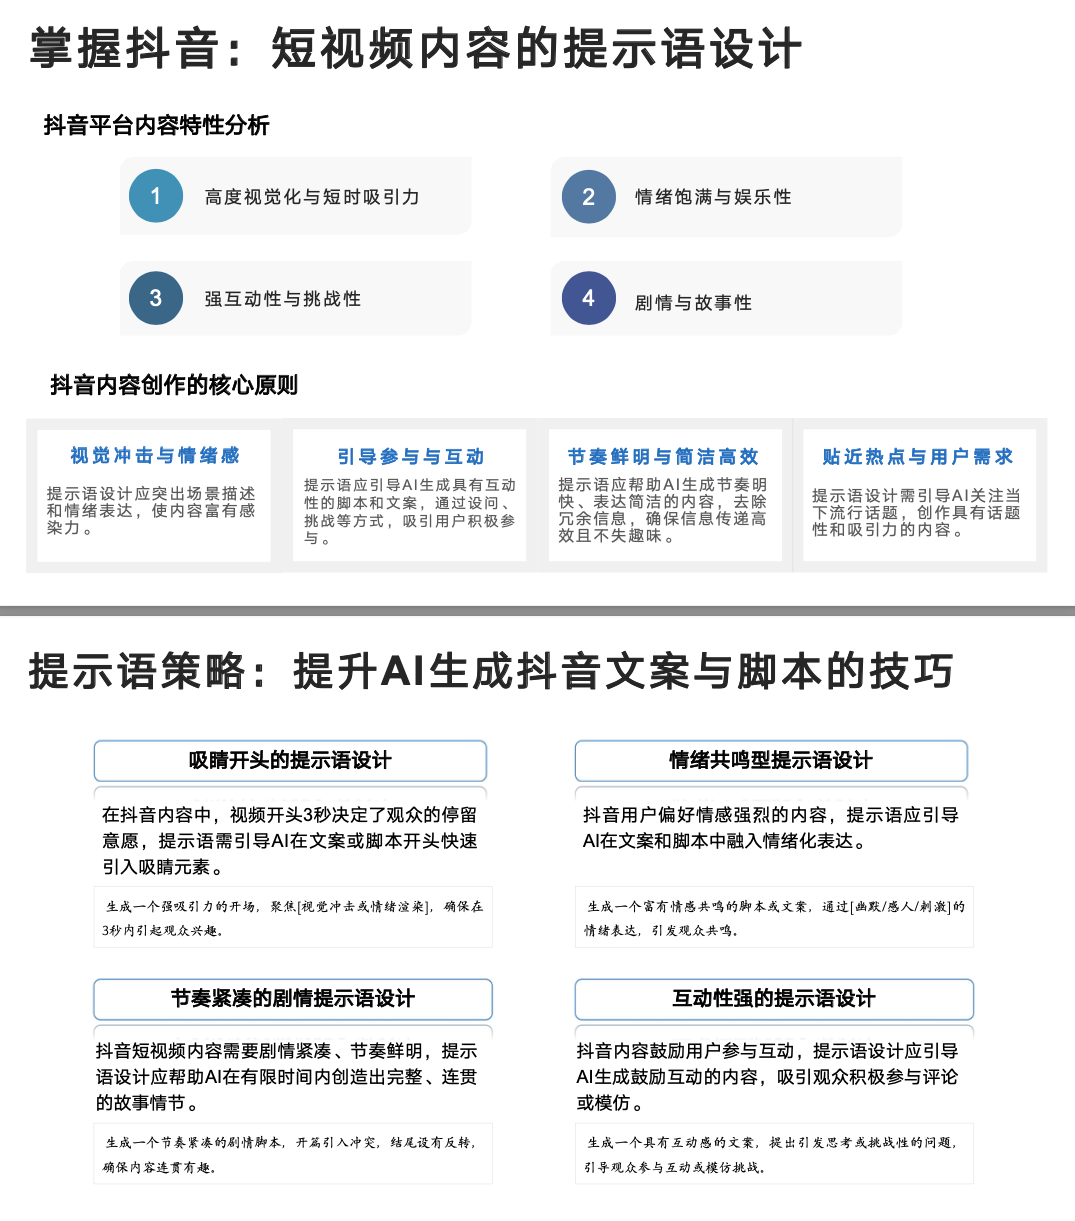 掌握抖音：短视频内容的提示语设计
抖音平台内容特性分析
1
高度视觉化与短时吸引力
2
情绪饱满与娱乐性
3
强互动性与挑战性
4
剧情与故事性
抖音内容创作的核心原则
视觉冲击与情绪感
提示语设计应突出场景描述
和情绪表达，使内容富有感
染力。
引导参与与互动
提示语应引导AI生成具有互动
性的脚本和文案，通过设问、
挑战等方式，吸引用户积极参
与。
节奏鲜明与简洁高效
提示语应帮助AI生成节奏明
快、表达简洁的内容，去除
冗余信息，确保信息传递高
效且不失趣味。
贴近热点与用户需求
提示语设计需引导AI关注当
下流行话题，创作具有话题
性和吸引力的内容。
提示语策略：提升AI生成抖音文案与脚本的技巧
吸睛开头的提示语设计
在抖音内容中，视频开头3秒决定了观众的停留
意愿，提示语需引导AI在文案或脚本开头快速
引入吸睛元素。
生成一个强吸引力的开场，聚焦[视觉冲击或情绪渲染]，确保在
3秒内引起观众兴趣。
情绪共鸣型提示语设计
抖音用户偏好情感强烈的内容，提示语应引导
AI在文案和脚本中融入情绪化表达。
生成一个富有情感共鸣的脚本或文案，通过[幽默/感人/刺激]的
情绪表达，引发观众共鸣。
节奏紧凑的剧情提示语设计
抖音短视频内容需要剧情紧凑、节奏鲜明，提示
语设计应帮助AI在有限时间内创造出完整、连贯
的故事情节。
生成一个节奏紧凑的剧情脚本，开篇引入冲突，结尾设有反转，
确保内容连贯有趣。
互动性强的提示语设计
抖音内容鼓励用户参与互动，提示语设计应引导
AI生成鼓励互动的内容，吸引观众积极参与评论
或模仿。
生成一个具有互动感的文案，提出引发思考或挑战性的问题，
引导观众参与互动或模仿挑战。